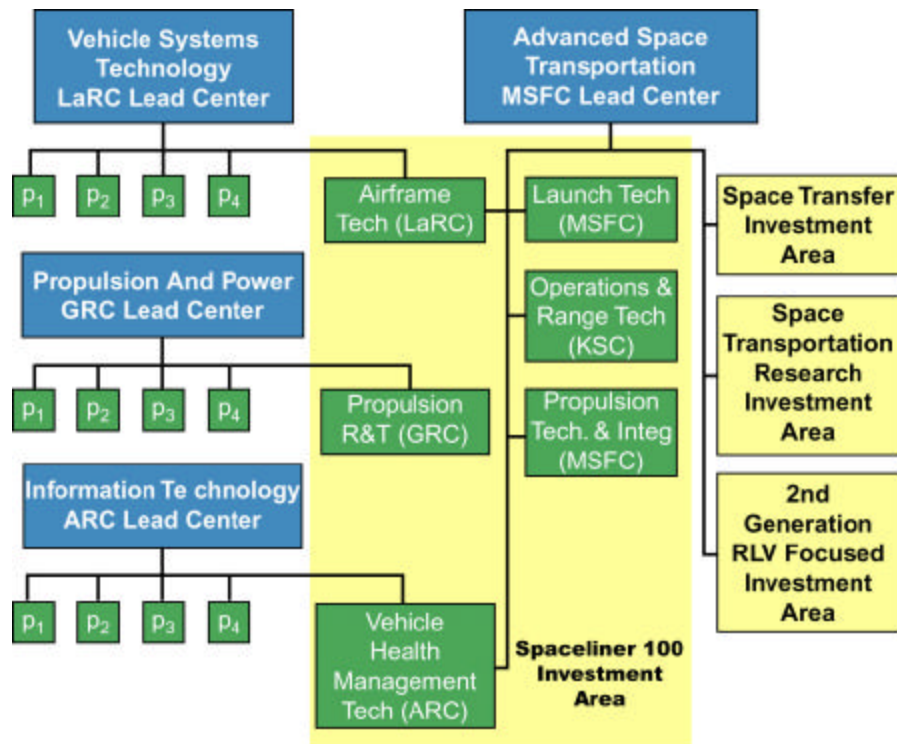 Vehicle Systems
Technology
LaRC Lead Center
Advanced Space
Transportation
MSFC Lead Center
p1
p2
p3
p4
Airframe
Tech (LaRC)
Launch Tech
(MSFC)
Space Transfer
Investment
Area
Propulsion And Power
GRC Lead Center
Operations &
Range Tech
(KSC)
Space
Transportation
Research
Investment
Area
p1
p2
p3
p4
Propulsion
R&T (GRC)
Propulsion
Tech. & Integ
(MSFC)
Information Te chnology
ARC Lead Center
2nd
Generation
RLV Focused
Investment
Area
p1
p2
p3
p4
Vehicle
Health
Management
Tech (ARC)
Spaceliner 100
Investment
Area